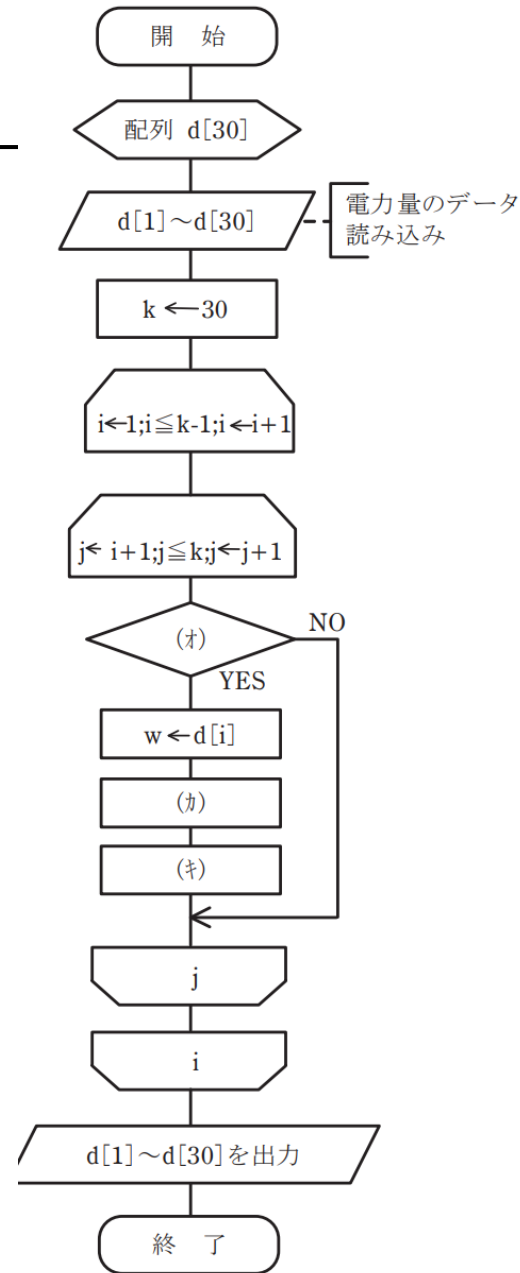 開 始
配列 d[30]
d[1]～d[30]
電力量のデータ
読み込み
k←30
i←1;i≦k-1;i←i+1
j← i+1;j≦k;j←j+1
(ｵ)
NO
YES
w←d[i]
(ｶ)
(ｷ)
j
i
d[1]～d[30]を出力
終 了